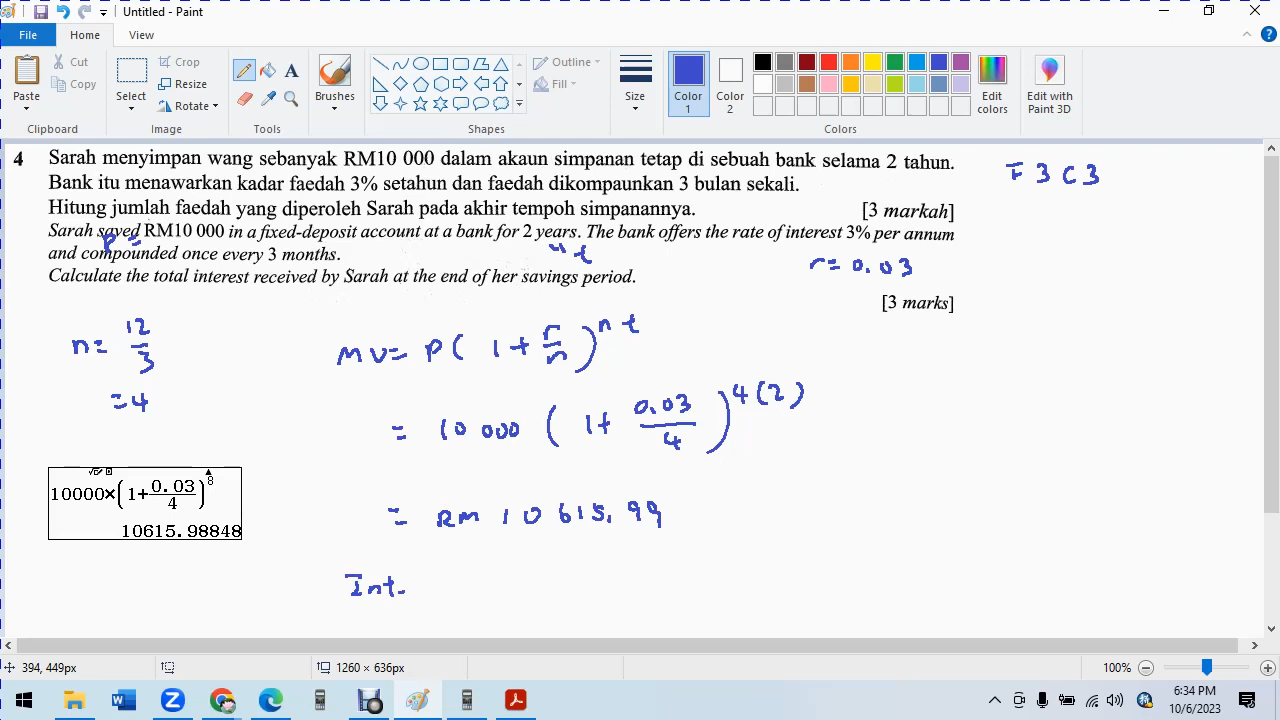 Untitled - Paint
File Home View
Paste Cut Copy Clipboard
Select Crop Resize Rotate Image
Tools
Brushes
Shapes
Outline Fill
Size
Color 1 Color 2
Edit colors
Colors
Edit with Paint 3D
4 Sarah menyimpan wang sebanyak RM10 000 dalam akaun simpanan tetap di sebuah bank selama 2 tahun.
Bank itu menawarkan kadar faedah 3% setahun dan faedah dikompaunkan 3 bulan sekali.
Hitung jumlah faedah yang diperoleh Sarah pada akhir tempoh simpanannya. [3 markah]
Sarah saved RM10 000 in a fixed-deposit account at a bank for 2 years. The bank offers the rate of interest 3% per annum
and compounded once every 3 months.
Calculate the total interest received by Sarah at the end of her savings period.
[3 marks]
F3C3
P =
t
r = 0.03
n = 12/3
= 4
MV = P(1 + r/n)^nt
= 10 000 (1 + 0.03/4)^4(2)
= RM 10 615.99
Int.
10000×(1+0.03/4)^8
10615.98848
394, 449px
1260 × 636px
100%
6:34 PM
10/6/2023